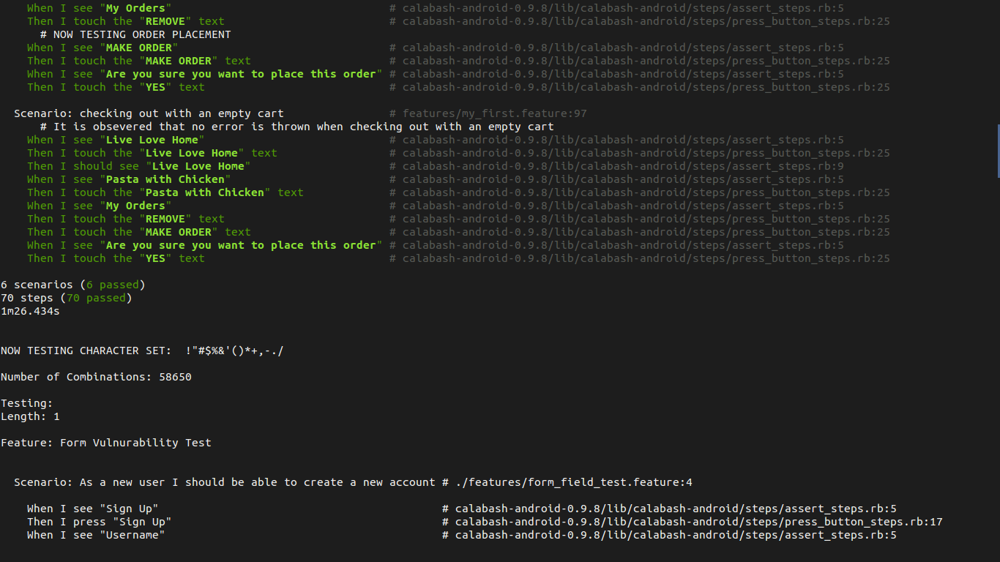 When I see "My Orders" # calabash-android-0.9.8/lib/calabash-android/steps/assert_steps.rb:5
Then I touch the "REMOVE" text # calabash-android-0.9.8/lib/calabash-android/steps/press_button_steps.rb:25
# NOW TESTING ORDER PLACEMENT
When I see "MAKE ORDER" # calabash-android-0.9.8/lib/calabash-android/steps/assert_steps.rb:5
Then I touch the "MAKE ORDER" text # calabash-android-0.9.8/lib/calabash-android/steps/press_button_steps.rb:25
When I see "Are you sure you want to place this order" # calabash-android-0.9.8/lib/calabash-android/steps/assert_steps.rb:5
Then I touch the "YES" text # calabash-android-0.9.8/lib/calabash-android/steps/press_button_steps.rb:25
Scenario: checking out with an empty cart # features/my_first.feature:97
# It is obsevered that no error is thrown when checking out with an empty cart
When I see "Live Love Home" # calabash-android-0.9.8/lib/calabash-android/steps/assert_steps.rb:5
Then I touch the "Live Love Home" text # calabash-android-0.9.8/lib/calabash-android/steps/press_button_steps.rb:25
Then I should see "Live Love Home" # calabash-android-0.9.8/lib/calabash-android/steps/assert_steps.rb:9
When I see "Pasta with Chicken" # calabash-android-0.9.8/lib/calabash-android/steps/assert_steps.rb:5
Then I touch the "Pasta with Chicken" text # calabash-android-0.9.8/lib/calabash-android/steps/press_button_steps.rb:25
When I see "My Orders" # calabash-android-0.9.8/lib/calabash-android/steps/assert_steps.rb:5
Then I touch the "REMOVE" text # calabash-android-0.9.8/lib/calabash-android/steps/press_button_steps.rb:25
Then I touch the "MAKE ORDER" text # calabash-android-0.9.8/lib/calabash-android/steps/press_button_steps.rb:25
When I see "Are you sure you want to place this order" # calabash-android-0.9.8/lib/calabash-android/steps/assert_steps.rb:5
Then I touch the "YES" text # calabash-android-0.9.8/lib/calabash-android/steps/press_button_steps.rb:25
6 scenarios (6 passed)
70 steps (70 passed)
1m26.434s
NOW TESTING CHARACTER SET:  !"#$%&'()*+,-./
Number of Combinations: 58650
Testing:
Length: 1
Feature: Form Vulnurability Test
Scenario: As a new user I should be able to create a new account # ./features/form_field_test.feature:4
When I see "Sign Up" # calabash-android-0.9.8/lib/calabash-android/steps/assert_steps.rb:5
Then I press "Sign Up" # calabash-android-0.9.8/lib/calabash-android/steps/press_button_steps.rb:17
When I see "Username" # calabash-android-0.9.8/lib/calabash-android/steps/assert_steps.rb:5